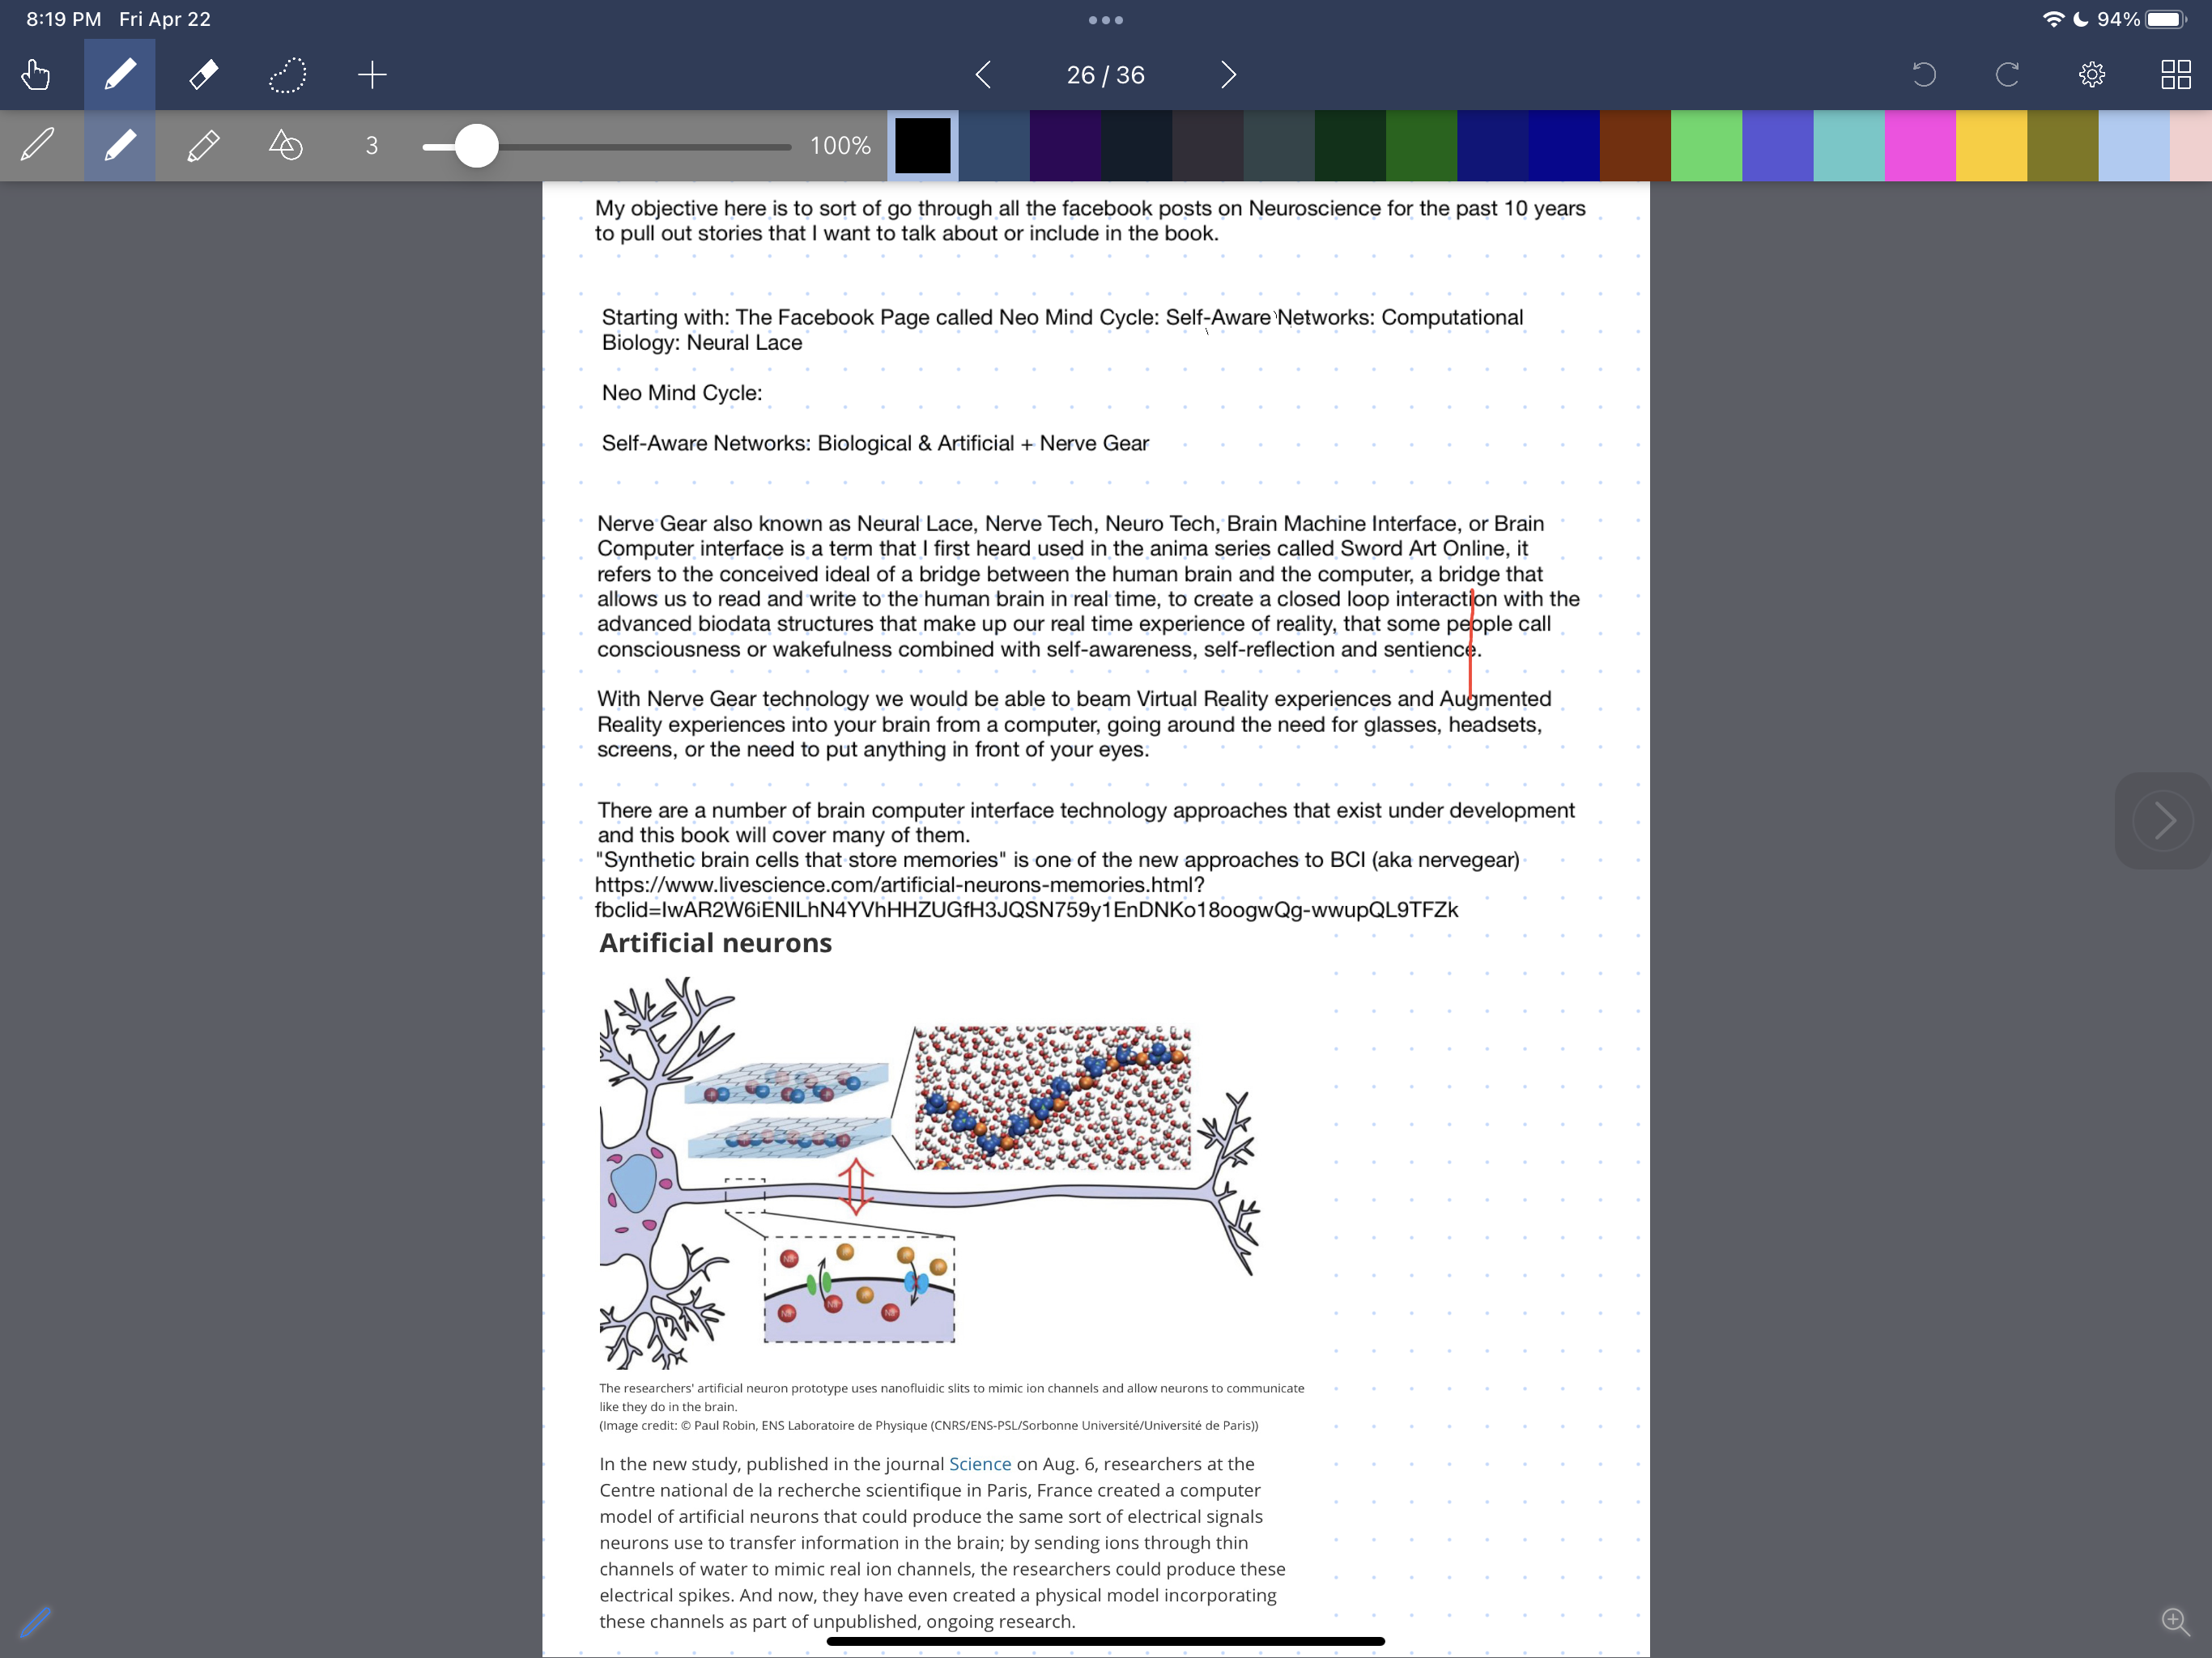 8:19 PM Fri Apr 22
94%
26 / 36
3
100%
My objective here is to sort of go through all the facebook posts on Neuroscience for the past 10 years
to pull out stories that I want to talk about or include in the book.
Starting with: The Facebook Page called Neo Mind Cycle: Self-Aware Networks: Computational
Biology: Neural Lace
Neo Mind Cycle:
Self-Aware Networks: Biological & Artificial + Nerve Gear
Nerve Gear also known as Neural Lace, Nerve Tech, Neuro Tech, Brain Machine Interface, or Brain
Computer interface is a term that I first heard used in the anima series called Sword Art Online, it
refers to the conceived ideal of a bridge between the human brain and the computer, a bridge that
allows us to read and write to the human brain in real time, to create a closed loop interaction with the
advanced biodata structures that make up our real time experience of reality, that some people call
consciousness or wakefulness combined with self-awareness, self-reflection and sentience.
With Nerve Gear technology we would be able to beam Virtual Reality experiences and Augmented
Reality experiences into your brain from a computer, going around the need for glasses, headsets,
screens, or the need to put anything in front of your eyes.
There are a number of brain computer interface technology approaches that exist under development
and this book will cover many of them.
"Synthetic brain cells that store memories" is one of the new approaches to BCI (aka nervegear)
https://www.livescience.com/artificial-neurons-memories.html?
fbclid=IwAR2W6iENlLhN4YVhHHZUGfH3JQSN759y1EnDNKo18oogwQg-wwupQL9TFZk
Artificial neurons
Na+
Na+
Na+
Na+
The researchers' artificial neuron prototype uses nanofluidic slits to mimic ion channels and allow neurons to communicate
like they do in the brain.
(Image credit: © Paul Robin, ENS Laboratoire de Physique (CNRS/ENS-PSL/Sorbonne Université/Université de Paris))
In the new study, published in the journal Science on Aug. 6, researchers at the
Centre national de la recherche scientifique in Paris, France created a computer
model of artificial neurons that could produce the same sort of electrical signals
neurons use to transfer information in the brain; by sending ions through thin
channels of water to mimic real ion channels, the researchers could produce these
electrical spikes. And now, they have even created a physical model incorporating
these channels as part of unpublished, ongoing research.